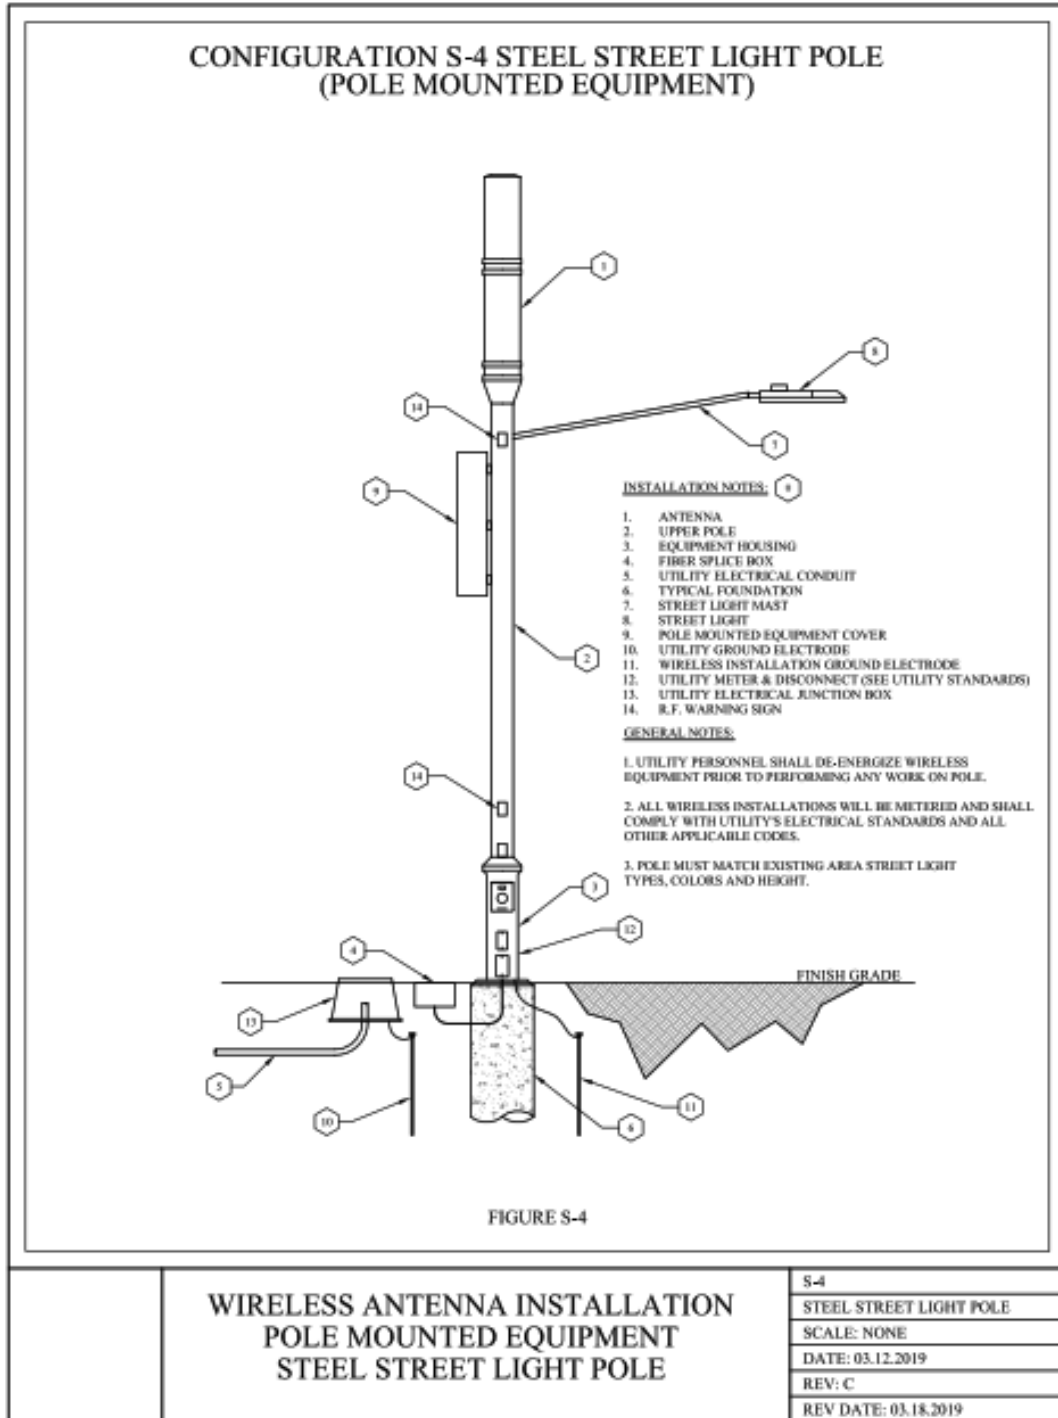 CONFIGURATION S-4 STEEL STREET LIGHT POLE
(POLE MOUNTED EQUIPMENT)
1
8
14
7
9
INSTALLATION NOTES:
1. ANTENNA
2. UPPER POLE
3. EQUIPMENT HOUSING
4. FIBER SPLICE BOX
5. UTILITY ELECTRICAL CONDUIT
6. TYPICAL FOUNDATION
7. STREET LIGHT MAST
8. STREET LIGHT
9. POLE MOUNTED EQUIPMENT COVER
10. UTILITY GROUND ELECTRODE
11. WIRELESS INSTALLATION GROUND ELECTRODE
12. UTILITY METER & DISCONNECT (SEE UTILITY STANDARDS)
13. UTILITY ELECTRICAL JUNCTION BOX
14. R.F. WARNING SIGN
2
GENERAL NOTES:
1. UTILITY PERSONNEL SHALL DE-ENERGIZE WIRELESS
EQUIPMENT PRIOR TO PERFORMING ANY WORK ON POLE.
14
2. ALL WIRELESS INSTALLATIONS WILL BE METERED AND SHALL
COMPLY WITH UTILITY'S ELECTRICAL STANDARDS AND ALL
OTHER APPLICABLE CODES.
3. POLE MUST MATCH EXISTING AREA STREET LIGHT
TYPES, COLORS AND HEIGHT.
3
12
4
FINISH GRADE
13
5
10
11
6
FIGURE S-4
WIRELESS ANTENNA INSTALLATION
POLE MOUNTED EQUIPMENT
STEEL STREET LIGHT POLE
S-4
STEEL STREET LIGHT POLE
SCALE: NONE
DATE: 03.12.2019
REV: C
REV DATE: 03.18.2019